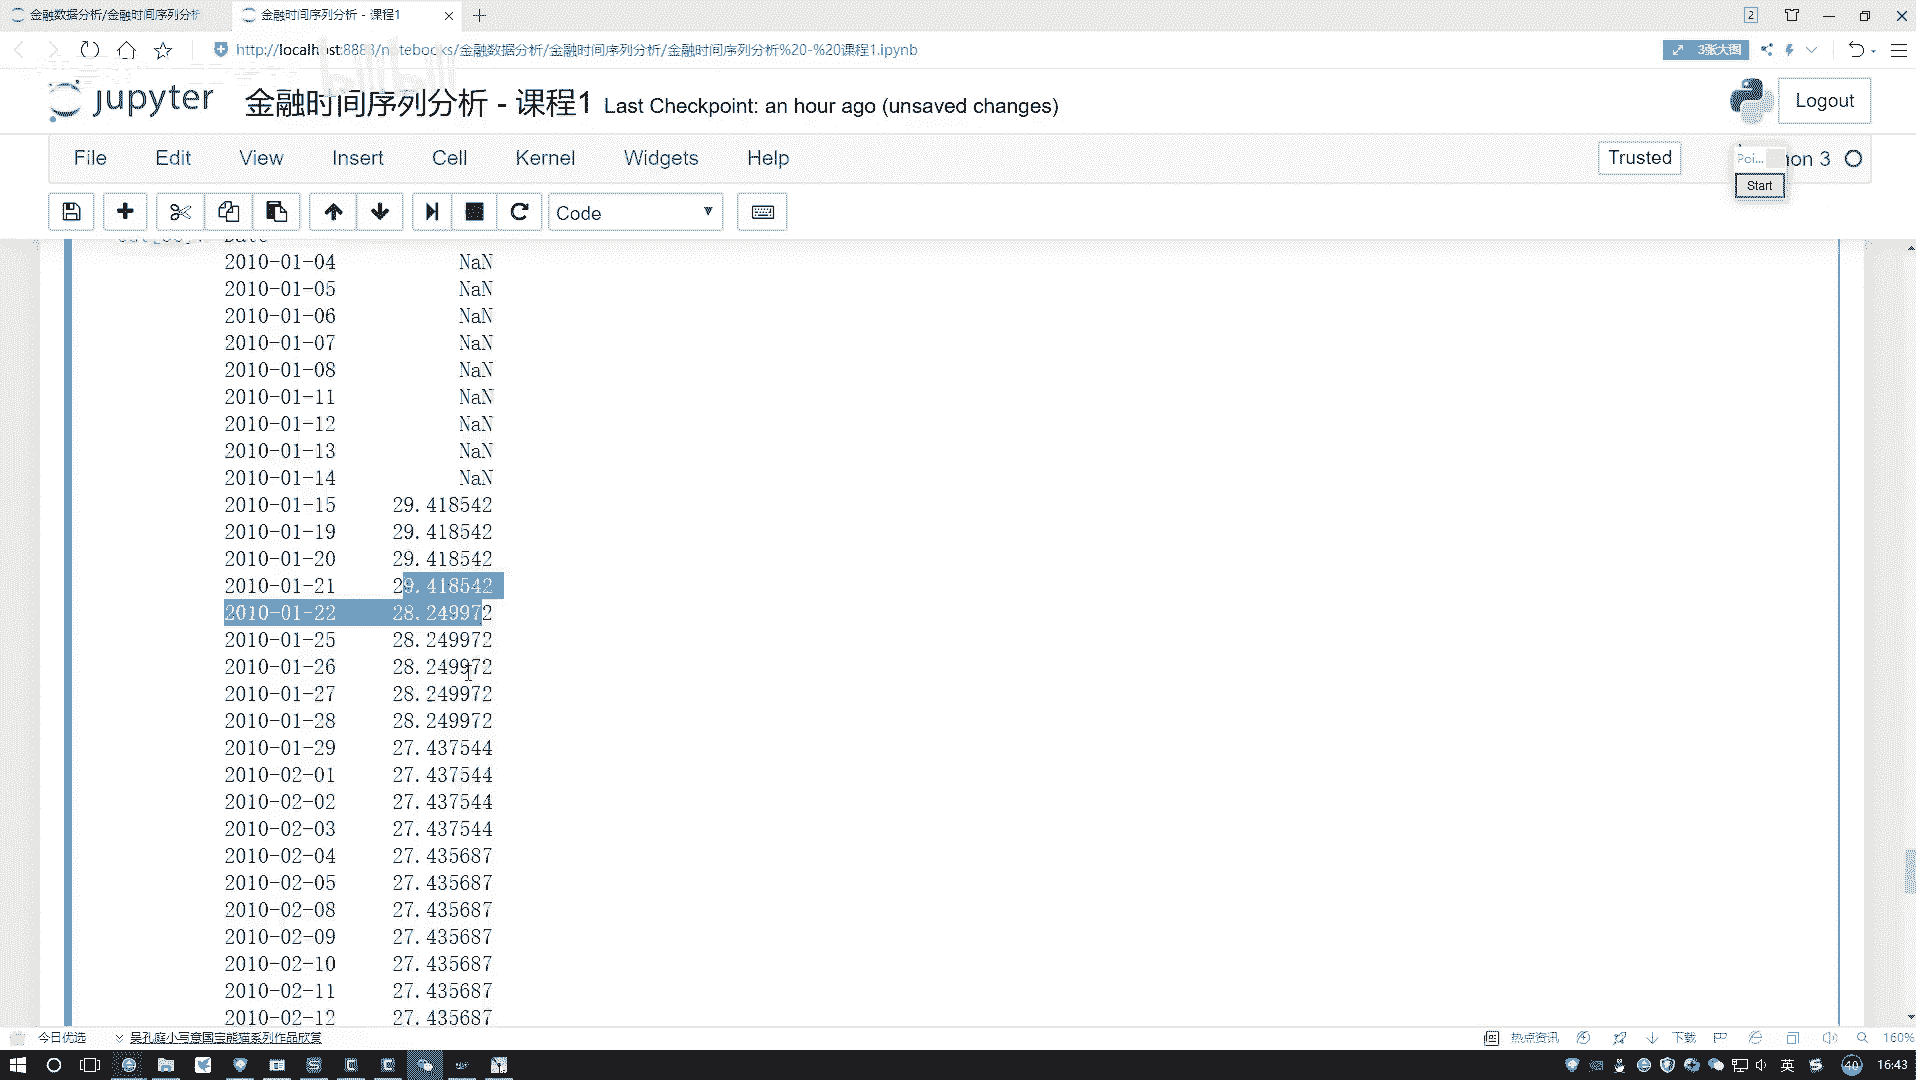 金融数据分析/金融时间序列分析
金融时间序列分析 - 课程1
2
http://localhost:8888/notebooks/金融数据分析/金融时间序列分析/金融时间序列分析%20-%20课程1.ipynb
3张大图
jupyter 金融时间序列分析 - 课程1 Last Checkpoint: an hour ago (unsaved changes)
Logout
File Edit View Insert Cell Kernel Widgets Help
Trusted
Poi...
hon 3
Start
Code
Date
2010-01-04 NaN
2010-01-05 NaN
2010-01-06 NaN
2010-01-07 NaN
2010-01-08 NaN
2010-01-11 NaN
2010-01-12 NaN
2010-01-13 NaN
2010-01-14 NaN
2010-01-15 29.418542
2010-01-19 29.418542
2010-01-20 29.418542
2010-01-21 29.418542
2010-01-22 28.249972
2010-01-25 28.249972
2010-01-26 28.249972
2010-01-27 28.249972
2010-01-28 28.249972
2010-01-29 27.437544
2010-02-01 27.437544
2010-02-02 27.437544
2010-02-03 27.437544
2010-02-04 27.435687
2010-02-05 27.435687
2010-02-08 27.435687
2010-02-09 27.435687
2010-02-10 27.435687
2010-02-11 27.435687
2010-02-12 27.435687
今日优选
吴孔庭小写意国宝熊猫系列作品欣赏
热点资讯
下载
160%
英
40
16:43